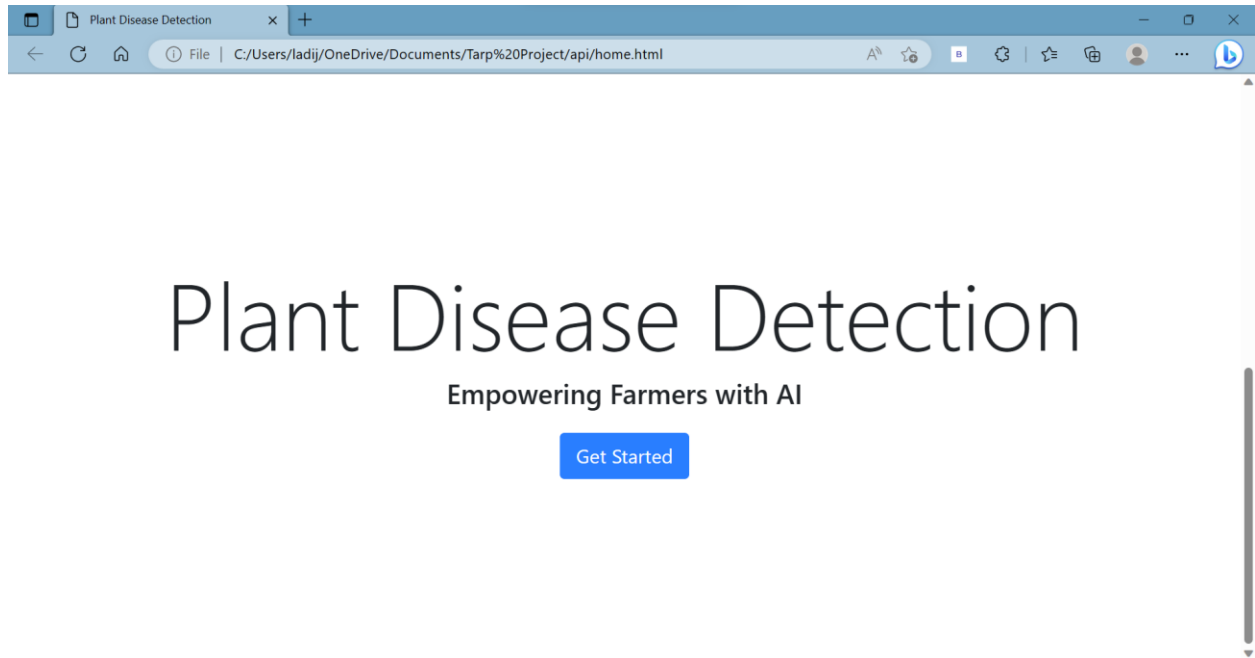 Plant Disease Detection
File | C:/Users/ladij/OneDrive/Documents/Tarp%20Project/api/home.html
B
Plant Disease Detection
Empowering Farmers with AI
Get Started